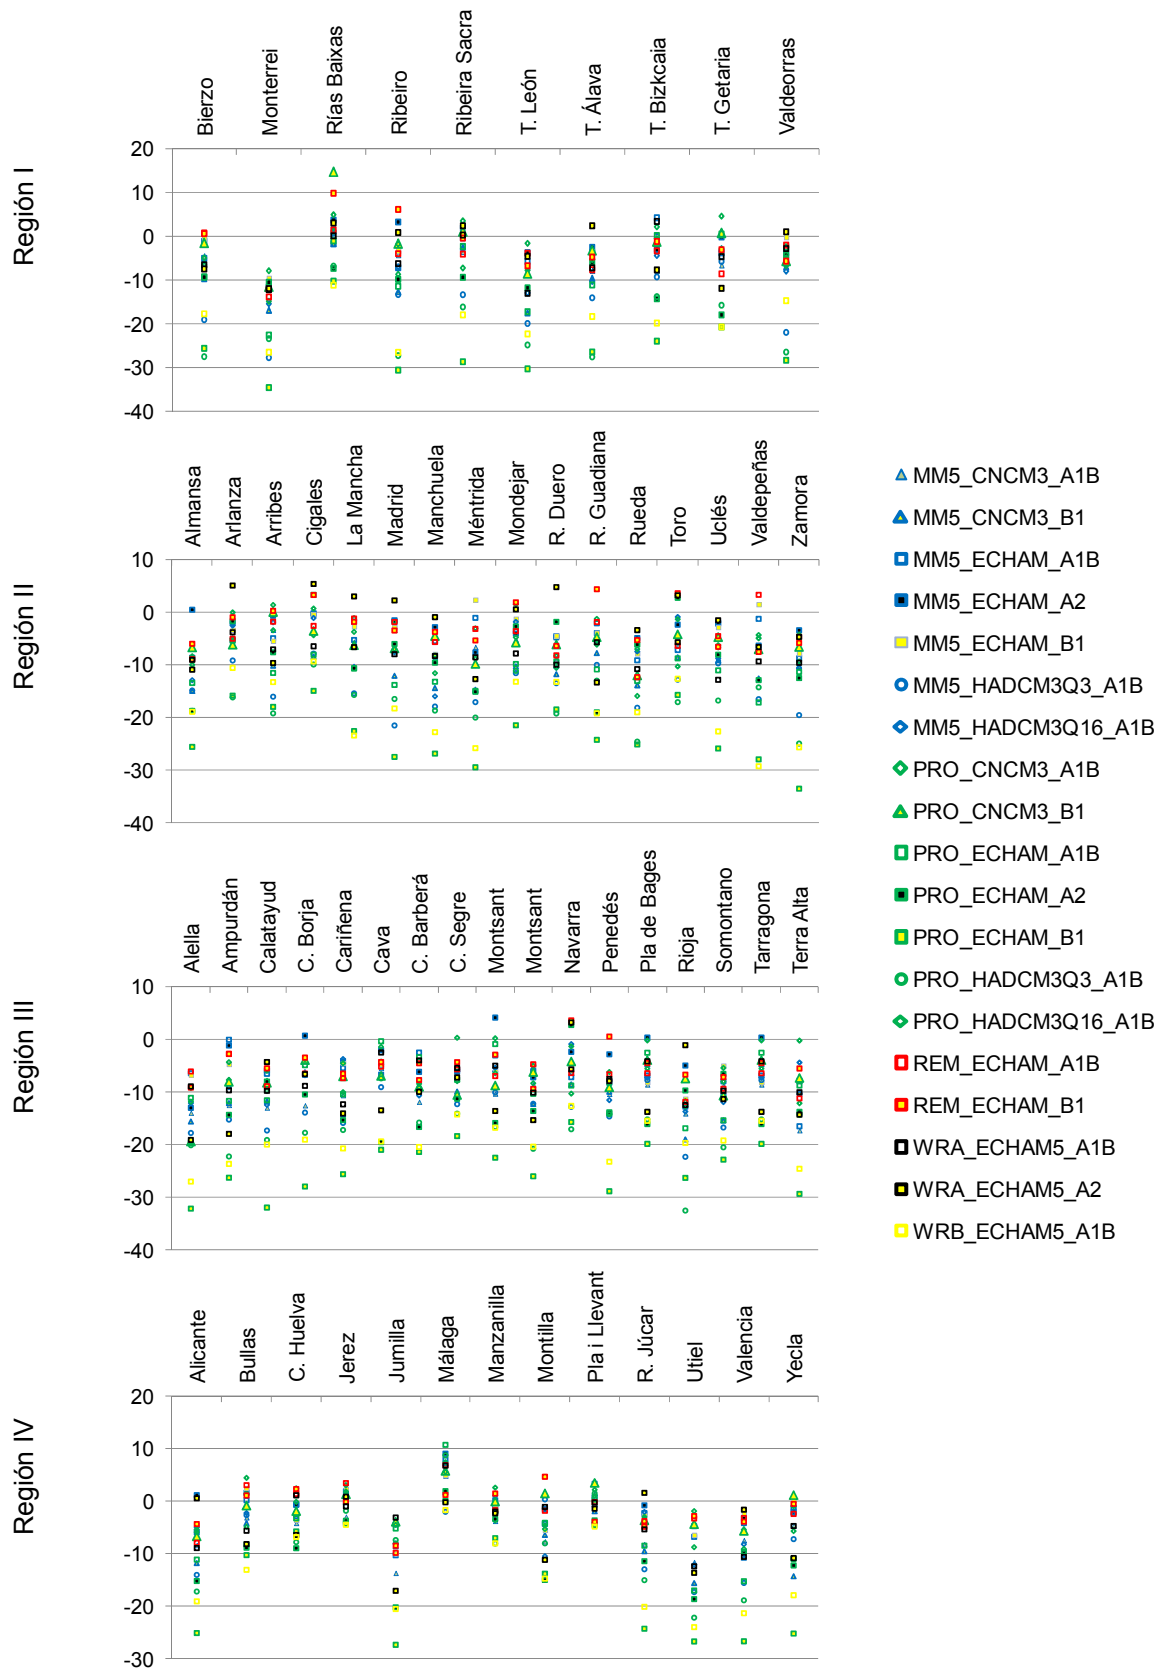 Región I
Bierzo
Monterrei
Rías Baixas
Ribeiro
Ribeira Sacra
T. León
T. Álava
T. Bizkcaia
T. Getaria
Valdeorras
20
10
0
-10
-20
-30
-40
Región II
Almansa
Arlanza
Arribes
Cigales
La Mancha
Madrid
Manchuela
Méntrida
Mondejar
R. Duero
R. Guadiana
Rueda
Toro
Uclés
Valdepeñas
Zamora
10
0
-10
-20
-30
-40
Región III
Alella
Ampurdán
Calatayud
C. Borja
Cariñena
Cava
C. Barberá
C. Segre
Montsant
Montsant
Navarra
Penedés
Pla de Bages
Rioja
Somontano
Tarragona
Terra Alta
10
0
-10
-20
-30
-40
Región IV
Alicante
Bullas
C. Huelva
Jerez
Jumilla
Málaga
Manzanilla
Montilla
Pla i Llevant
R. Júcar
Utiel
Valencia
Yecla
20
10
0
-10
-20
-30
MM5_CNCM3_A1B
MM5_CNCM3_B1
MM5_ECHAM_A1B
MM5_ECHAM_A2
MM5_ECHAM_B1
MM5_HADCM3Q3_A1B
MM5_HADCM3Q16_A1B
PRO_CNCM3_A1B
PRO_CNCM3_B1
PRO_ECHAM_A1B
PRO_ECHAM_A2
PRO_ECHAM_B1
PRO_HADCM3Q3_A1B
PRO_HADCM3Q16_A1B
REM_ECHAM_A1B
REM_ECHAM_B1
WRA_ECHAM5_A1B
WRA_ECHAM5_A2
WRB_ECHAM5_A1B